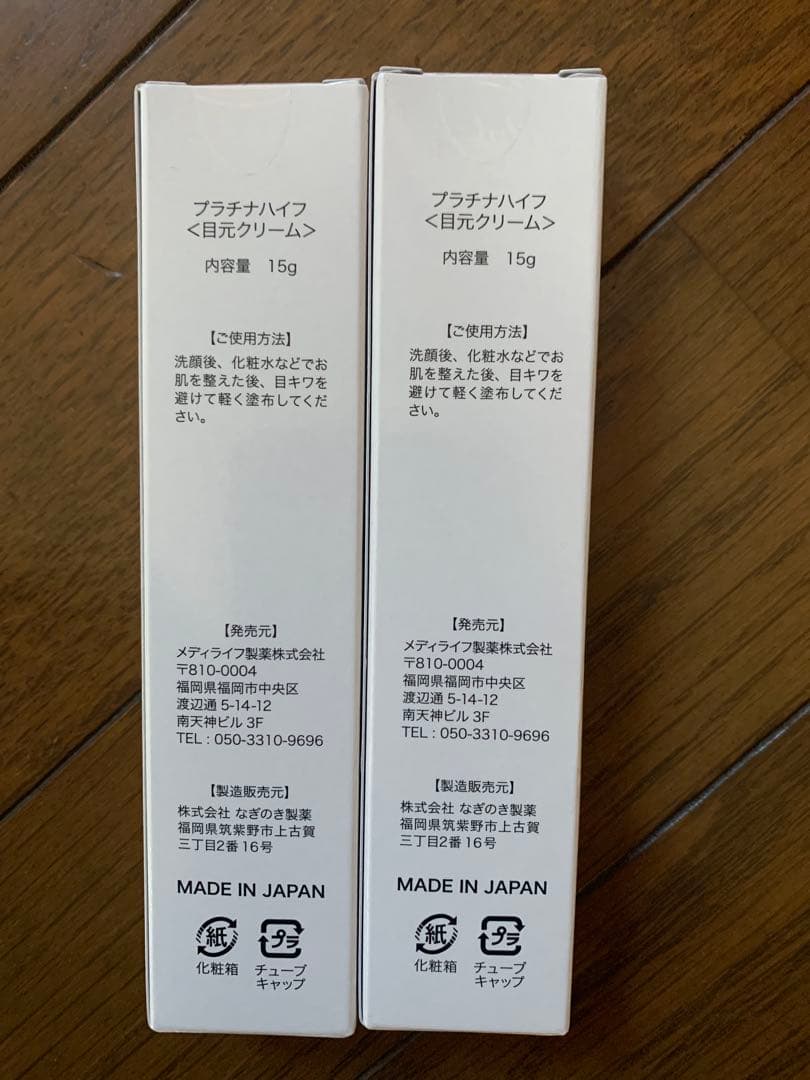 プラチナハイフ
<目元クリーム>
内容量 15g
【ご使用方法】
洗顔後、化粧水などでお
肌を整えた後、目キワを
避けて軽く塗布してくだ
さい。
【発売元】
メディライフ製薬株式会社
〒810-0004
福岡県福岡市中央区
渡辺通 5-14-12
南天神ビル 3F
TEL : 050-3310-9696
【製造販売元】
株式会社 なぎのき製薬
福岡県筑紫野市上古賀
三丁目2番16号
MADE IN JAPAN
紙
化粧箱
プラ
チューブ
キャップ
プラチナハイフ
<目元クリーム>
内容量 15g
【ご使用方法】
洗顔後、化粧水などでお
肌を整えた後、目キワを
避けて軽く塗布してくだ
さい。
【発売元】
メディライフ製薬株式会社
〒810-0004
福岡県福岡市中央区
渡辺通 5-14-12
南天神ビル 3F
TEL : 050-3310-9696
【製造販売元】
株式会社 なぎのき製薬
福岡県筑紫野市上古賀
三丁目2番16号
MADE IN JAPAN
紙
化粧箱
プラ
チューブ
キャップ